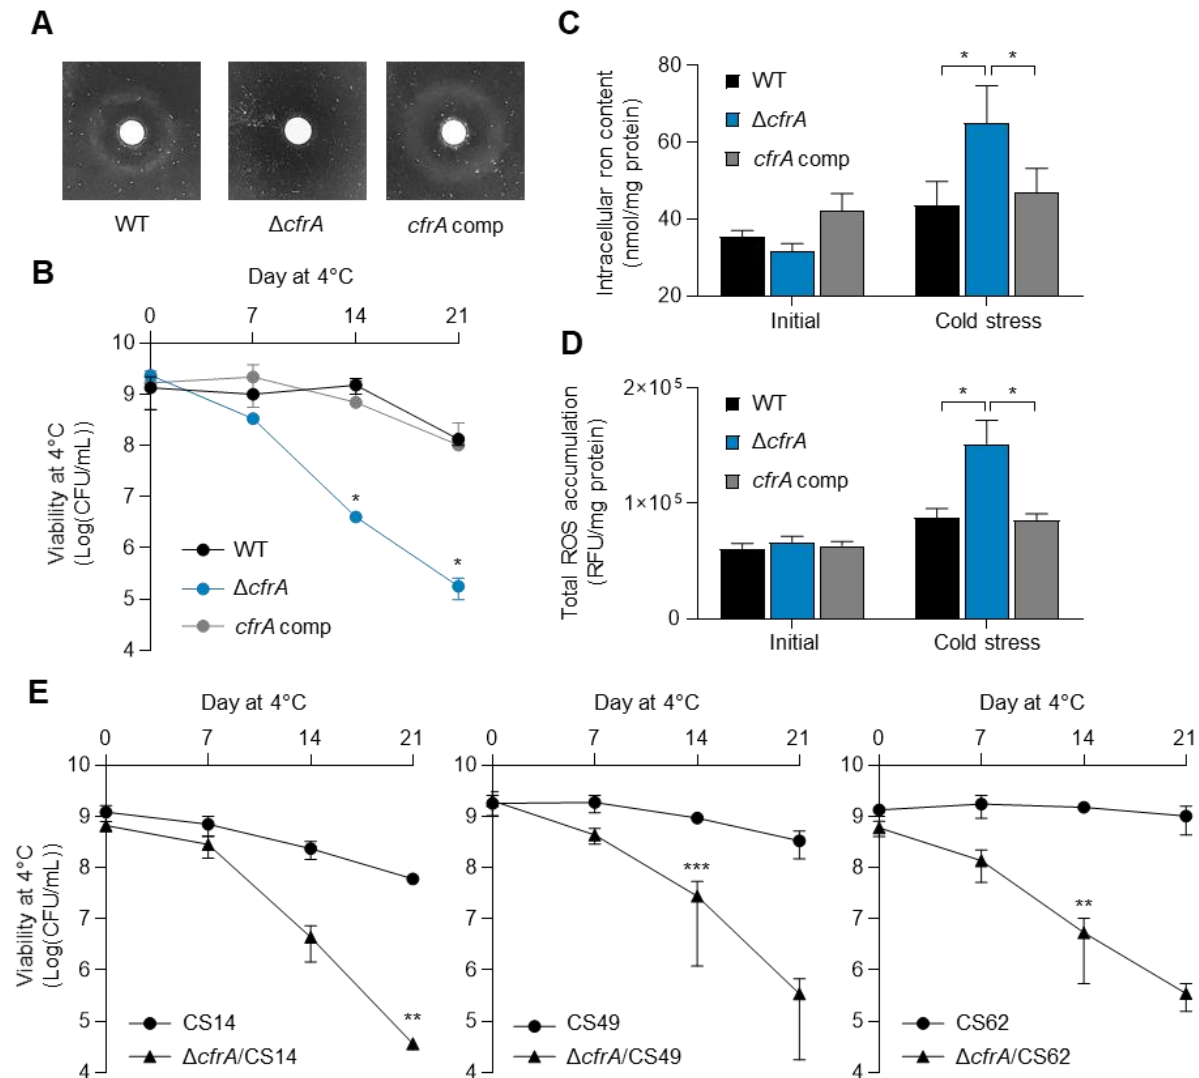 A
WT
ΔcfrA
cfrA comp
B
Day at 4°C
0 7 14 21
10
9
8
7
6
5
4
Viability at 4°C
(Log(CFU/mL))
*
*
WT
ΔcfrA
cfrA comp
C
80
60
40
20
Intracellular iron content
(nmol/mg protein)
WT
ΔcfrA
cfrA comp
* *
Initial Cold stress
D
2×10⁵
1×10⁵
0
Total ROS accumulation
(RFU/mg protein)
WT
ΔcfrA
cfrA comp
* *
Initial Cold stress
E
Day at 4°C
0 7 14 21
10
9
8
7
6
5
4
Viability at 4°C
(Log(CFU/mL))
**
CS14
ΔcfrA/CS14
Day at 4°C
0 7 14 21
10
9
8
7
6
5
4
***
CS49
ΔcfrA/CS49
Day at 4°C
0 7 14 21
10
9
8
7
6
5
4
**
CS62
ΔcfrA/CS62